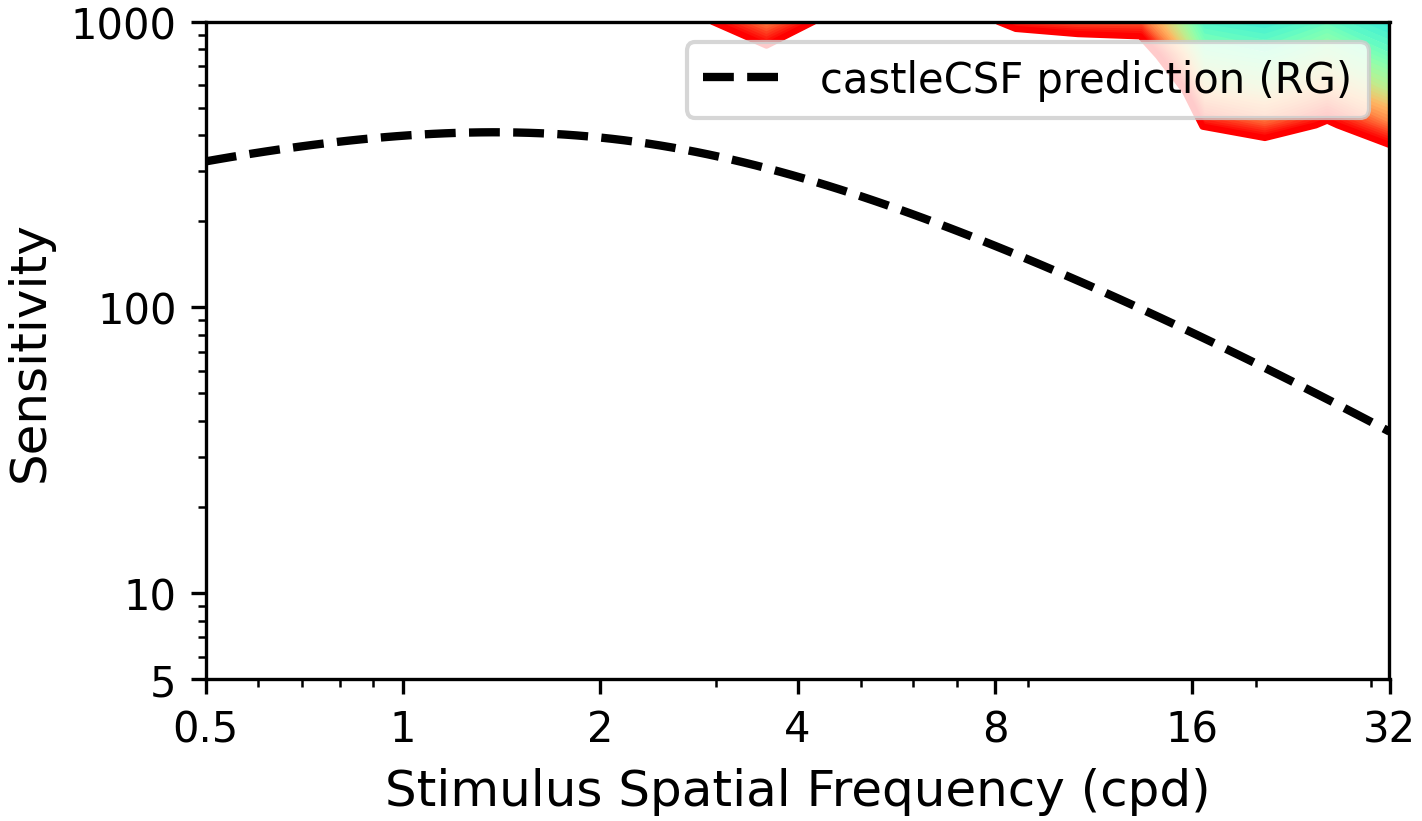 1000
100
10
5
Sensitivity
castleCSF prediction (RG)
0.5 1 2 4 8 16 32
Stimulus Spatial Frequency (cpd)